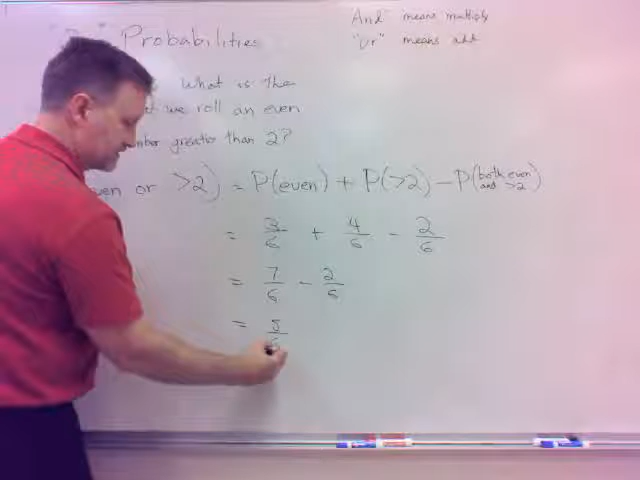 "And" means multiply
"Or" means add
Probabilities
What is the
we roll an even
number greater than 2?
even or >2) = P(even) + P(>2) - P(both even and >2)
= 3/6 + 4/6 - 2/6
= 7/6 - 2/6
= 5/6